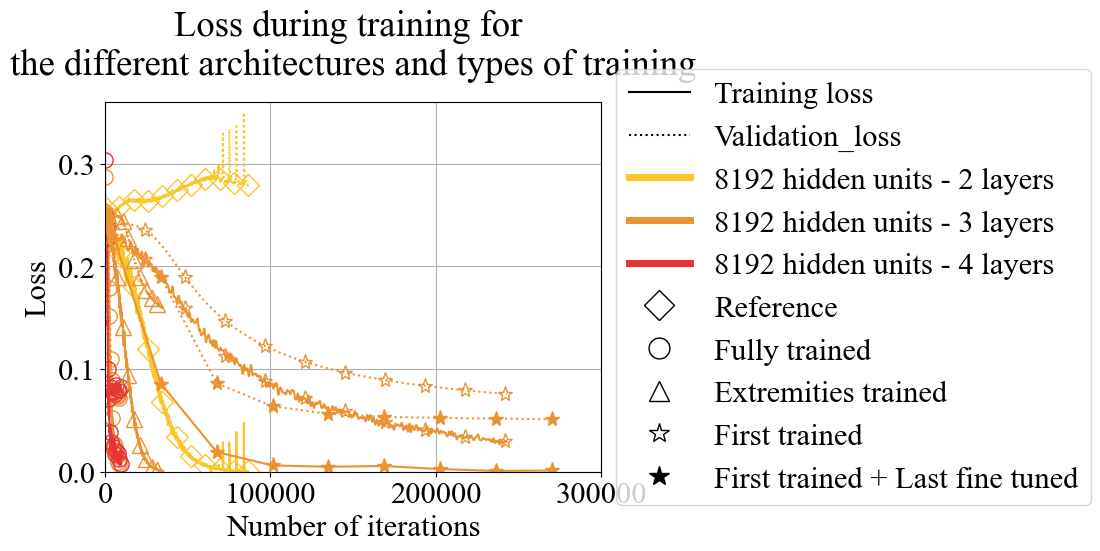 Loss during training for
the different architectures and types of training
Training loss
Validation_loss
8192 hidden units - 2 layers
8192 hidden units - 3 layers
8192 hidden units - 4 layers
Reference
Fully trained
Extremities trained
First trained
First trained + Last fine tuned
Loss
0.3
0.2
0.1
0.0
0
100000
200000
300000
Number of iterations